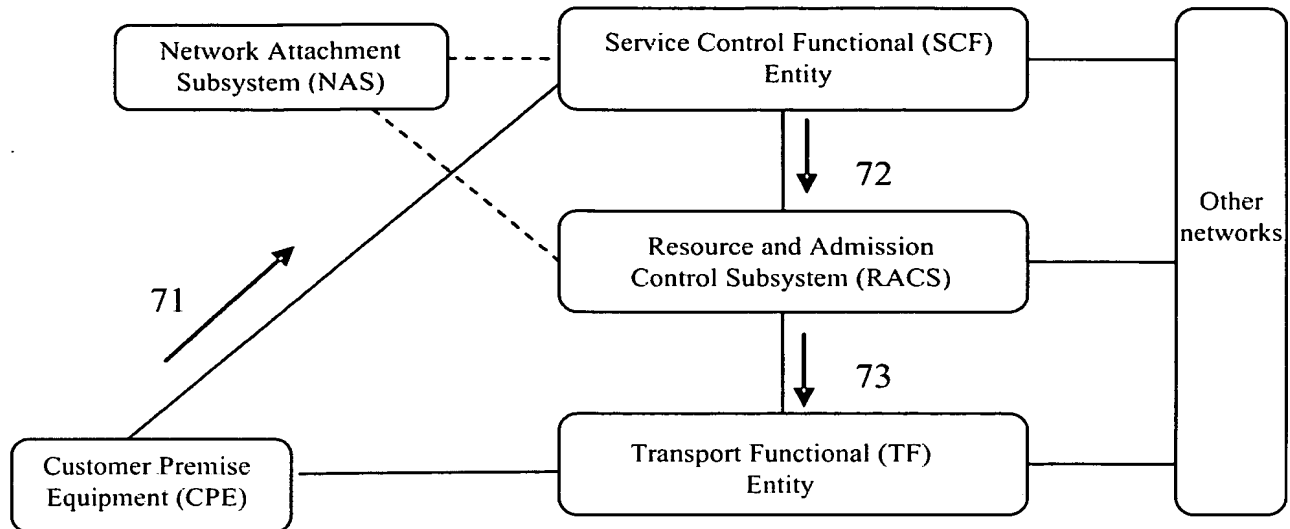 Network Attachment
Subsystem (NAS)
Service Control Functional (SCF)
Entity
72
Resource and Admission
Control Subsystem (RACS)
Other
networks
71
73
Customer Premise
Equipment (CPE)
Transport Functional (TF)
Entity